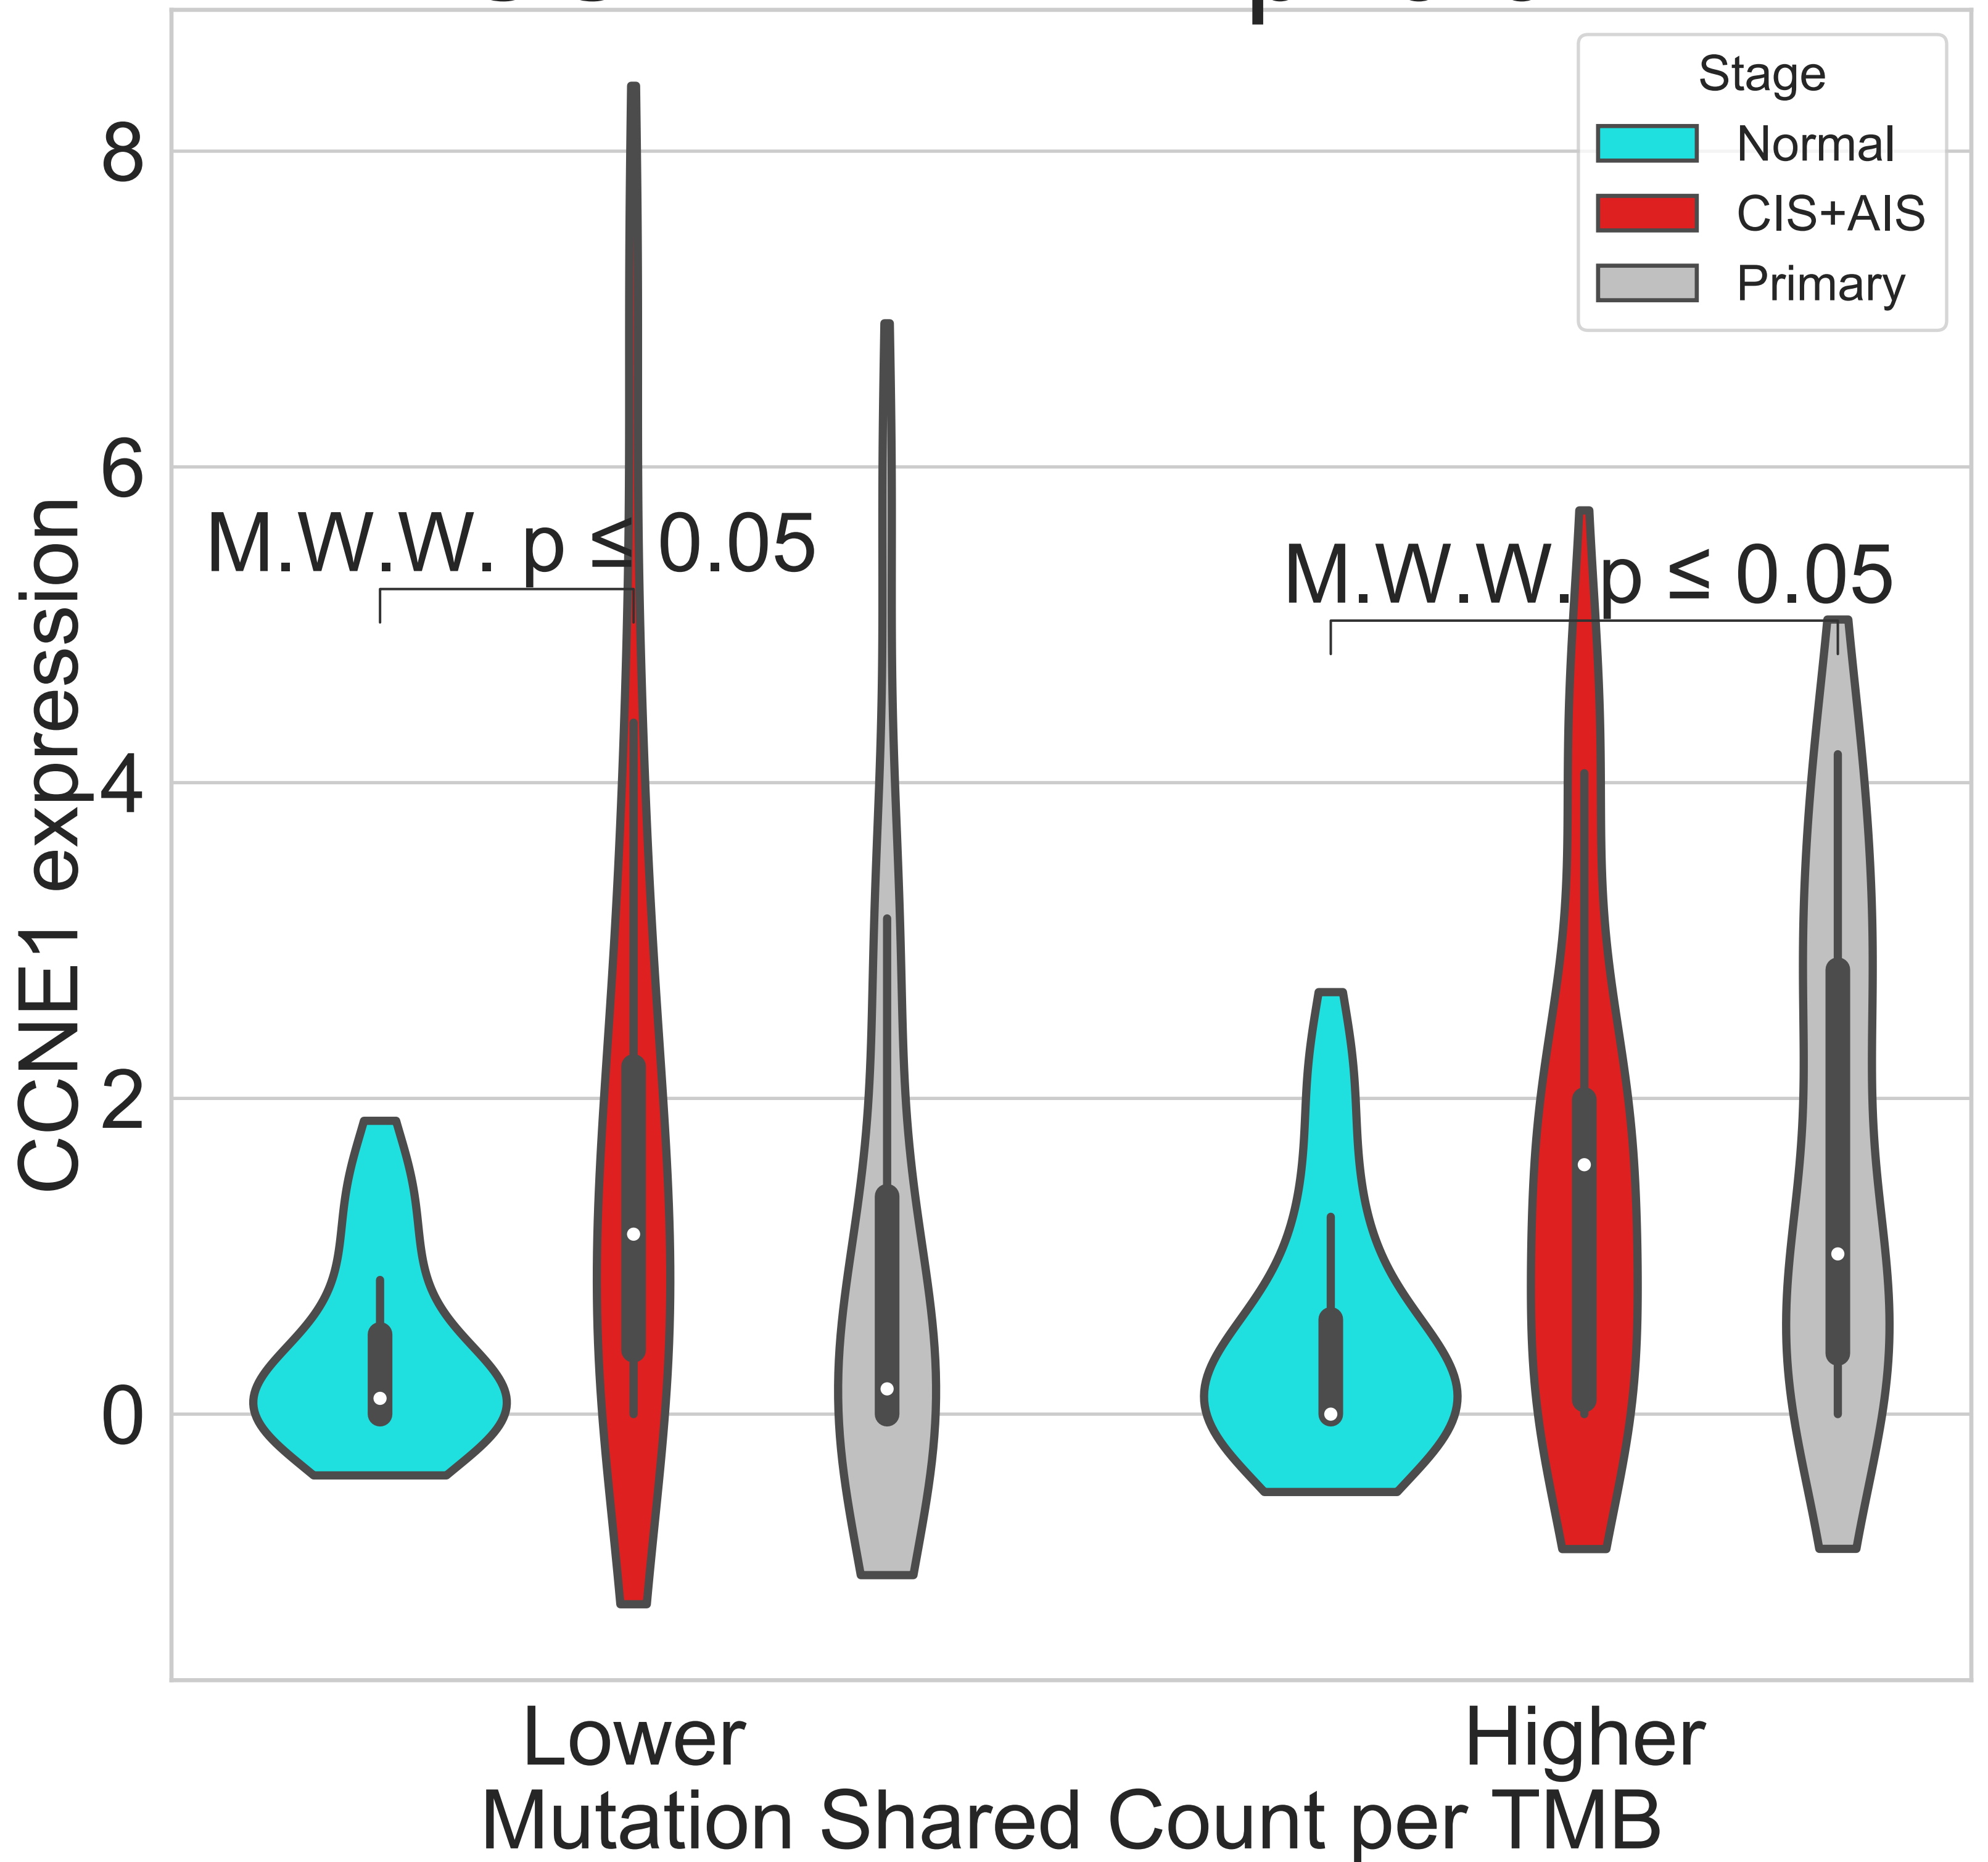 Stage
Normal
CIS+AIS
Primary
8
6
4
2
0
CCNE1 expression
M.W.W. p ≤ 0.05
M.W.W. p ≤ 0.05
Lower
Higher
Mutation Shared Count per TMB